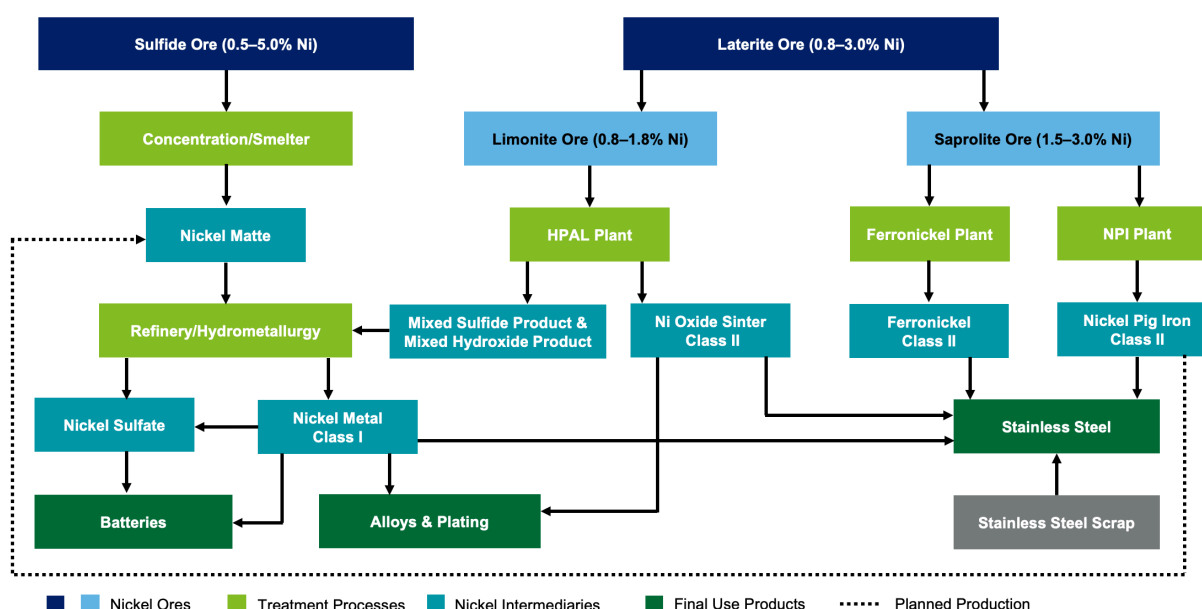 Sulfide Ore (0.5–5.0% Ni)
Laterite Ore (0.8–3.0% Ni)
Concentration/Smelter
Limonite Ore (0.8–1.8% Ni)
Saprolite Ore (1.5–3.0% Ni)
Nickel Matte
HPAL Plant
Ferronickel Plant
NPI Plant
Refinery/Hydrometallurgy
Mixed Sulfide Product &
Mixed Hydroxide Product
Ni Oxide Sinter
Class II
Ferronickel
Class II
Nickel Pig Iron
Class II
Nickel Sulfate
Nickel Metal
Class I
Stainless Steel
Batteries
Alloys & Plating
Stainless Steel Scrap
Nickel Ores
Treatment Processes
Nickel Intermediaries
Final Use Products
Planned Production